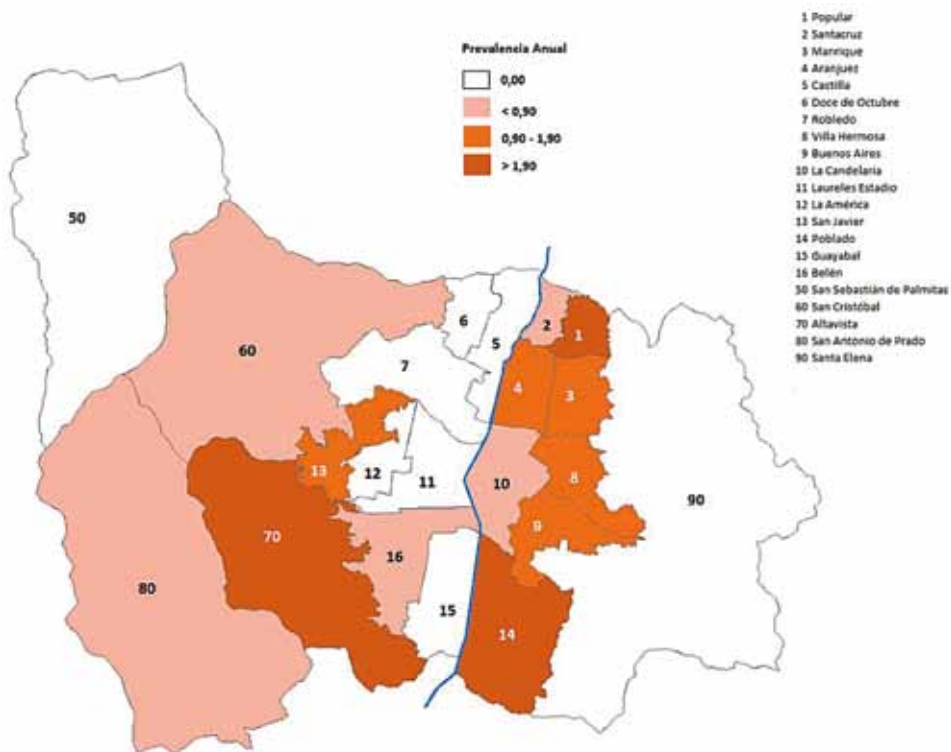 Prevalencia Anual
0,00
< 0,90
0,90 - 1,90
> 1,90
1 Popular
2 Santacruz
3 Manrique
4 Aranjuez
5 Castilla
6 Doce de Octubre
7 Robledo
8 Villa Hermosa
9 Buenos Aires
10 La Candelaria
11 Laureles Estadio
12 La América
13 San Javier
14 Poblado
15 Guayabal
16 Belén
50 San Sebastián de Palmitas
60 San Cristóbal
70 Altavista
80 San Antonio de Prado
90 Santa Elena
50
6
2
1
5
60
7
4
3
13
12
11
10
8
90
9
70
16
80
15
14